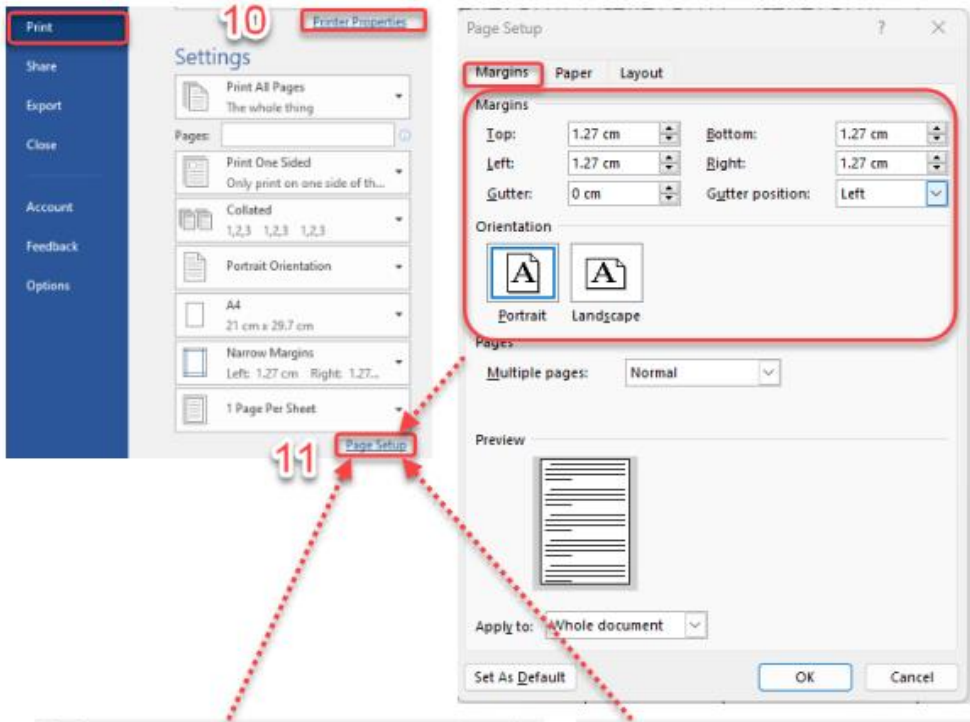 Print
Share
Export
Close
Account
Feedback
Options
10
Printer Properties
Settings
Print All Pages
The whole thing
Pages:
Print One Sided
Only print on one side of th...
Collated
1,2,3 1,2,3 1,2,3
Portrait Orientation
A4
21 cm x 29.7 cm
Narrow Margins
Left: 1.27 cm Right: 1.27...
1 Page Per Sheet
11
Page Setup
Page Setup ?
Margins Paper Layout
Margins
Top: 1.27 cm Bottom: 1.27 cm
Left: 1.27 cm Right: 1.27 cm
Gutter: 0 cm Gutter position: Left
Orientation
A A
Portrait Landscape
Pages
Multiple pages: Normal
Preview
Apply to: Whole document
Set As Default OK Cancel